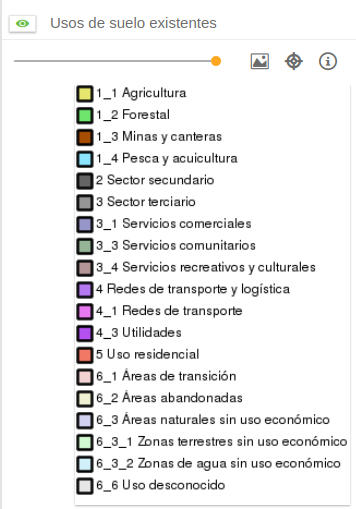 Usos de suelo existentes
1_1 Agricultura
1_2 Forestal
1_3 Minas y canteras
1_4 Pesca y acuicultura
2 Sector secundario
3 Sector terciario
3_1 Servicios comerciales
3_3 Servicios comunitarios
3_4 Servicios recreativos y culturales
4 Redes de transporte y logística
4_1 Redes de transporte
4_3 Utilidades
5 Uso residencial
6_1 Áreas de transición
6_2 Áreas abandonadas
6_3 Áreas naturales sin uso económico
6_3_1 Zonas terrestres sin uso económico
6_3_2 Zonas de agua sin uso económico
6_6 Uso desconocido